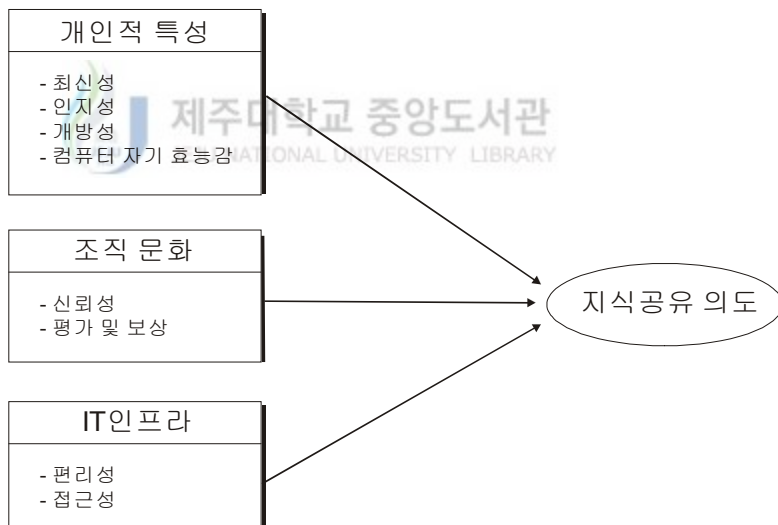 개인적 특성
- 최신성
- 인지성
- 개방성
- 컴퓨터 자기 효능감
제주대학교 중앙도서관
NATIONAL UNIVERSITY LIBRARY
조직 문화
- 신뢰성
- 평가 및 보상
지식공유 의도
IT인프라
- 편리성
- 접근성